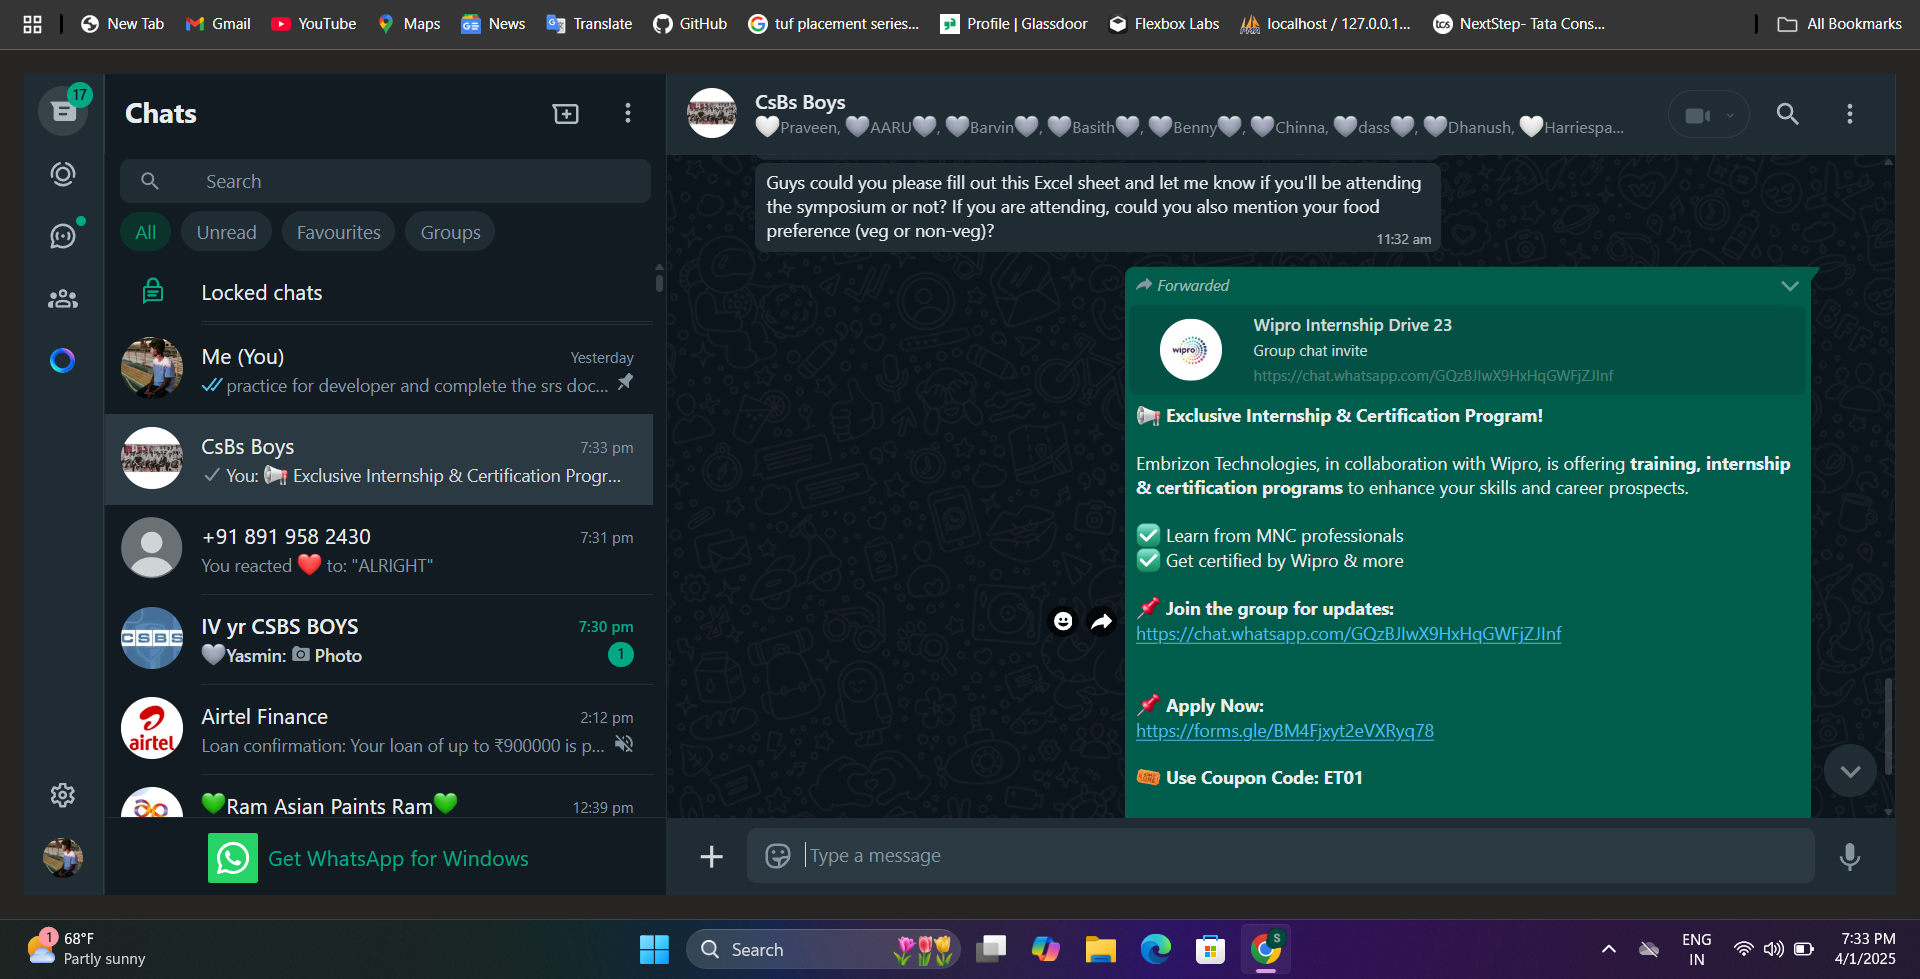 New Tab
Gmail
YouTube
Maps
News
Translate
GitHub
tuf placement series...
Profile | Glassdoor
Flexbox Labs
localhost / 127.0.0.1...
NextStep- Tata Cons...
All Bookmarks
17
Chats
Search
All
Unread
Favourites
Groups
Locked chats
Me (You)
Yesterday
practice for developer and complete the srs doc...
CsBs Boys
7:33 pm
You: 📢 Exclusive Internship & Certification Progr...
+91 891 958 2430
7:31 pm
You reacted ❤️ to: "ALRIGHT"
CSBS
IV yr CSBS BOYS
7:30 pm
🩶Yasmin: 📷 Photo
1
airtel
Airtel Finance
2:12 pm
Loan confirmation: Your loan of up to ₹900000 is p...
💚Ram Asian Paints Ram💚
12:39 pm
Get WhatsApp for Windows
CsBs Boys
🤍Praveen, 🩶AARU🩶, 🩶Barvin🩶, 🩶Basith🩶, 🩶Benny🩶, 🩶Chinna, 🩶dass🩶, 🩶Dhanush, 🤍Harriespa...
Guys could you please fill out this Excel sheet and let me know if you'll be attending
the symposium or not? If you are attending, could you also mention your food
preference (veg or non-veg)?
11:32 am
Forwarded
wipro
Wipro Internship Drive 23
Group chat invite
https://chat.whatsapp.com/GQzBJIwX9HxHqGWFjZJInf
📢 Exclusive Internship & Certification Program!
Embrizon Technologies, in collaboration with Wipro, is offering training, internship
& certification programs to enhance your skills and career prospects.
✅ Learn from MNC professionals
✅ Get certified by Wipro & more
📌 Join the group for updates:
https://chat.whatsapp.com/GQzBJIwX9HxHqGWFjZJInf
📌 Apply Now:
https://forms.gle/BM4Fjxyt2eVXRyq78
🎟️ Use Coupon Code: ET01
Type a message
1
68°F
Partly sunny
Search
S
ENG
IN
7:33 PM
4/1/2025